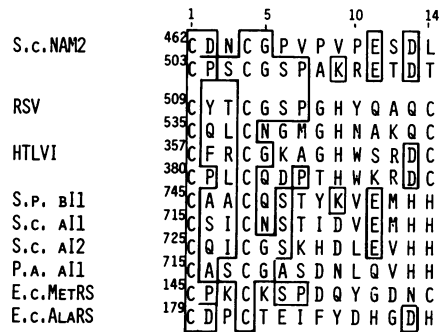 1 5 10 14
S.c.NAM2 462 C D N C G P V P V P E S D L
503 C P S C G S P A K R E T D T
RSV 509 C Y T C G S P G H Y Q A Q C
535 C Q L C N G M G H N A K Q C
HTLVI 357 C F R C G K A G H W S R D C
380 C P L C Q D P T H W K R D C
S.P. BI1 745 C A A C Q S T Y K V E M H H
S.C. AI1 715 C S I C N S T I D V E M H H
S.C. AI2 725 C Q I C G S K H D L E V H H
P.A. AI1 715 C A S C G A S D N L Q V H H
E.C.METRS 145 C P K C K S P D Q Y G D N C
E.C.ALARS 179 C D P C T E I F Y D H G D H